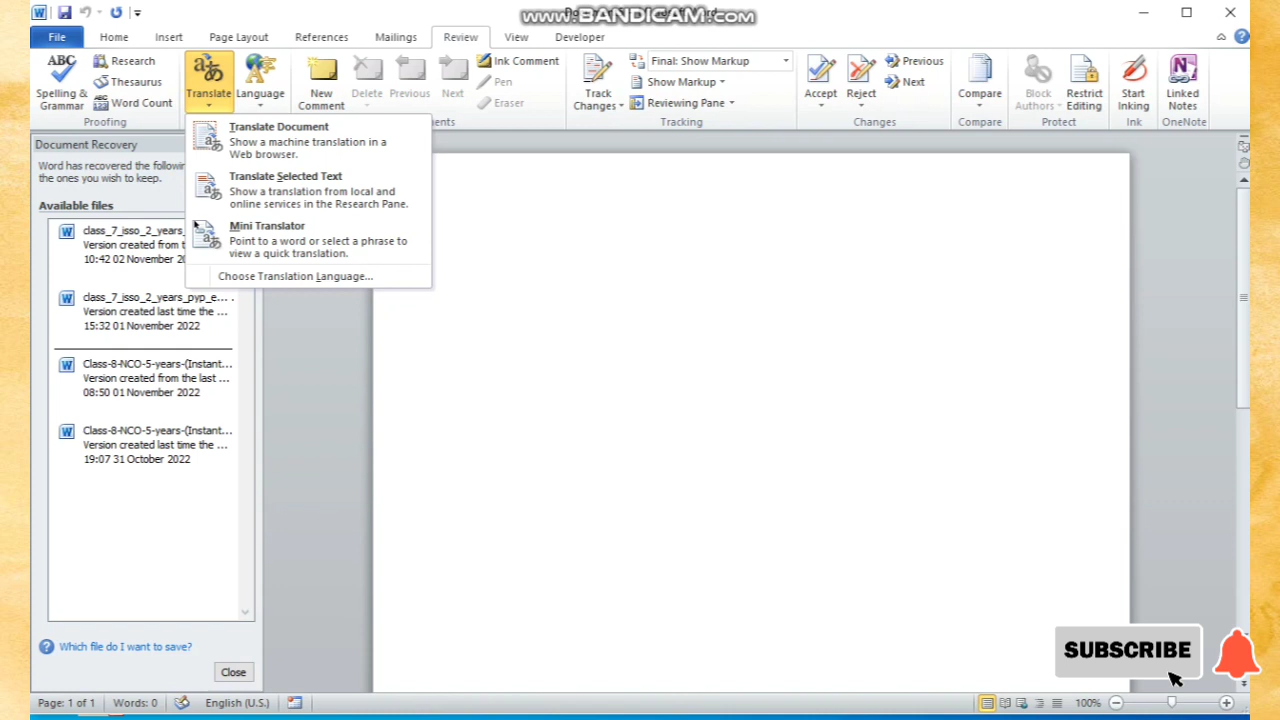 www.BANDICAM.com
File Home Insert Page Layout References Mailings Review View Developer
ABC
Spelling &
Grammar
Research
Thesaurus
ABC
123
Word Count
Proofing
Translate
Language
New
Comment
Delete
Previous
Next
Ink Comment
Pen
Eraser
ents
Track
Changes
Final: Show Markup
Show Markup
Reviewing Pane
Tracking
Accept
Reject
Previous
Next
Changes
Compare
Compare
Block
Authors
Restrict
Editing
Protect
Start
Inking
Ink
Linked
Notes
OneNote
Translate Document
Show a machine translation in a
Web browser.
Translate Selected Text
Show a translation from local and
online services in the Research Pane.
Mini Translator
Point to a word or select a phrase to
view a quick translation.
Choose Translation Language...
Document Recovery
Word has recovered the followin
the ones you wish to keep.
Available files
class_7_isso_2_years_
Version created from t
10:42 02 November 20
class_7_isso_2_years_pyp_e... .
Version created last time the ...
15:32 01 November 2022
Class-8-NCO-5-years-(Instant...
Version created from the last ...
08:50 01 November 2022
Class-8-NCO-5-years-(Instant...
Version created last time the ...
19:07 31 October 2022
Which file do I want to save?
Close
SUBSCRIBE
Page: 1 of 1 Words: 0 English (U.S.) 100%